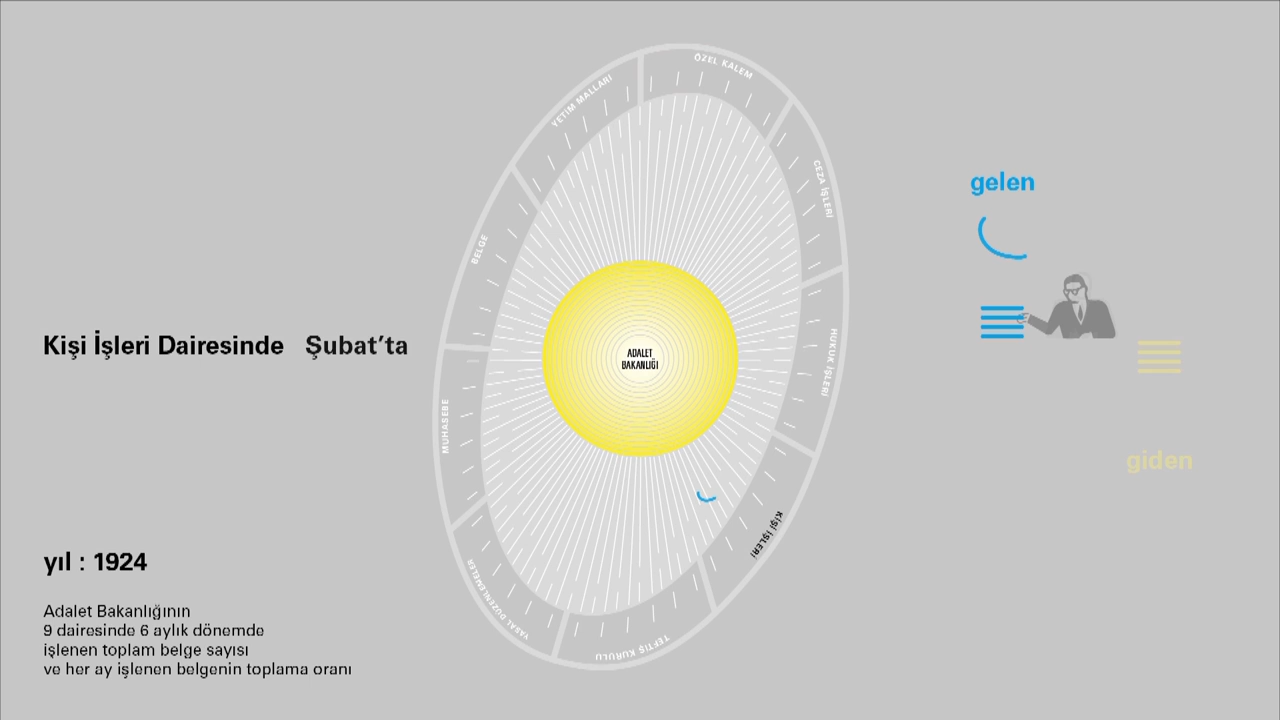 ÖZEL KALEM
YETİM MALLARI
CEZA İŞLERİ
gelen
BELGE
Kişi İşleri Dairesinde Şubat’ta
ADALET
BAKANLIĞI
HUKUK İŞLERİ
MUHASEBE
giden
KİŞİ İŞLERİ
yıl : 1924
YASAL DÜZENLEMELER
TEFTİŞ KURULU
Adalet Bakanlığının
9 dairesinde 6 aylık dönemde
işlenen toplam belge sayısı
ve her ay işlenen belgenin toplama oranı